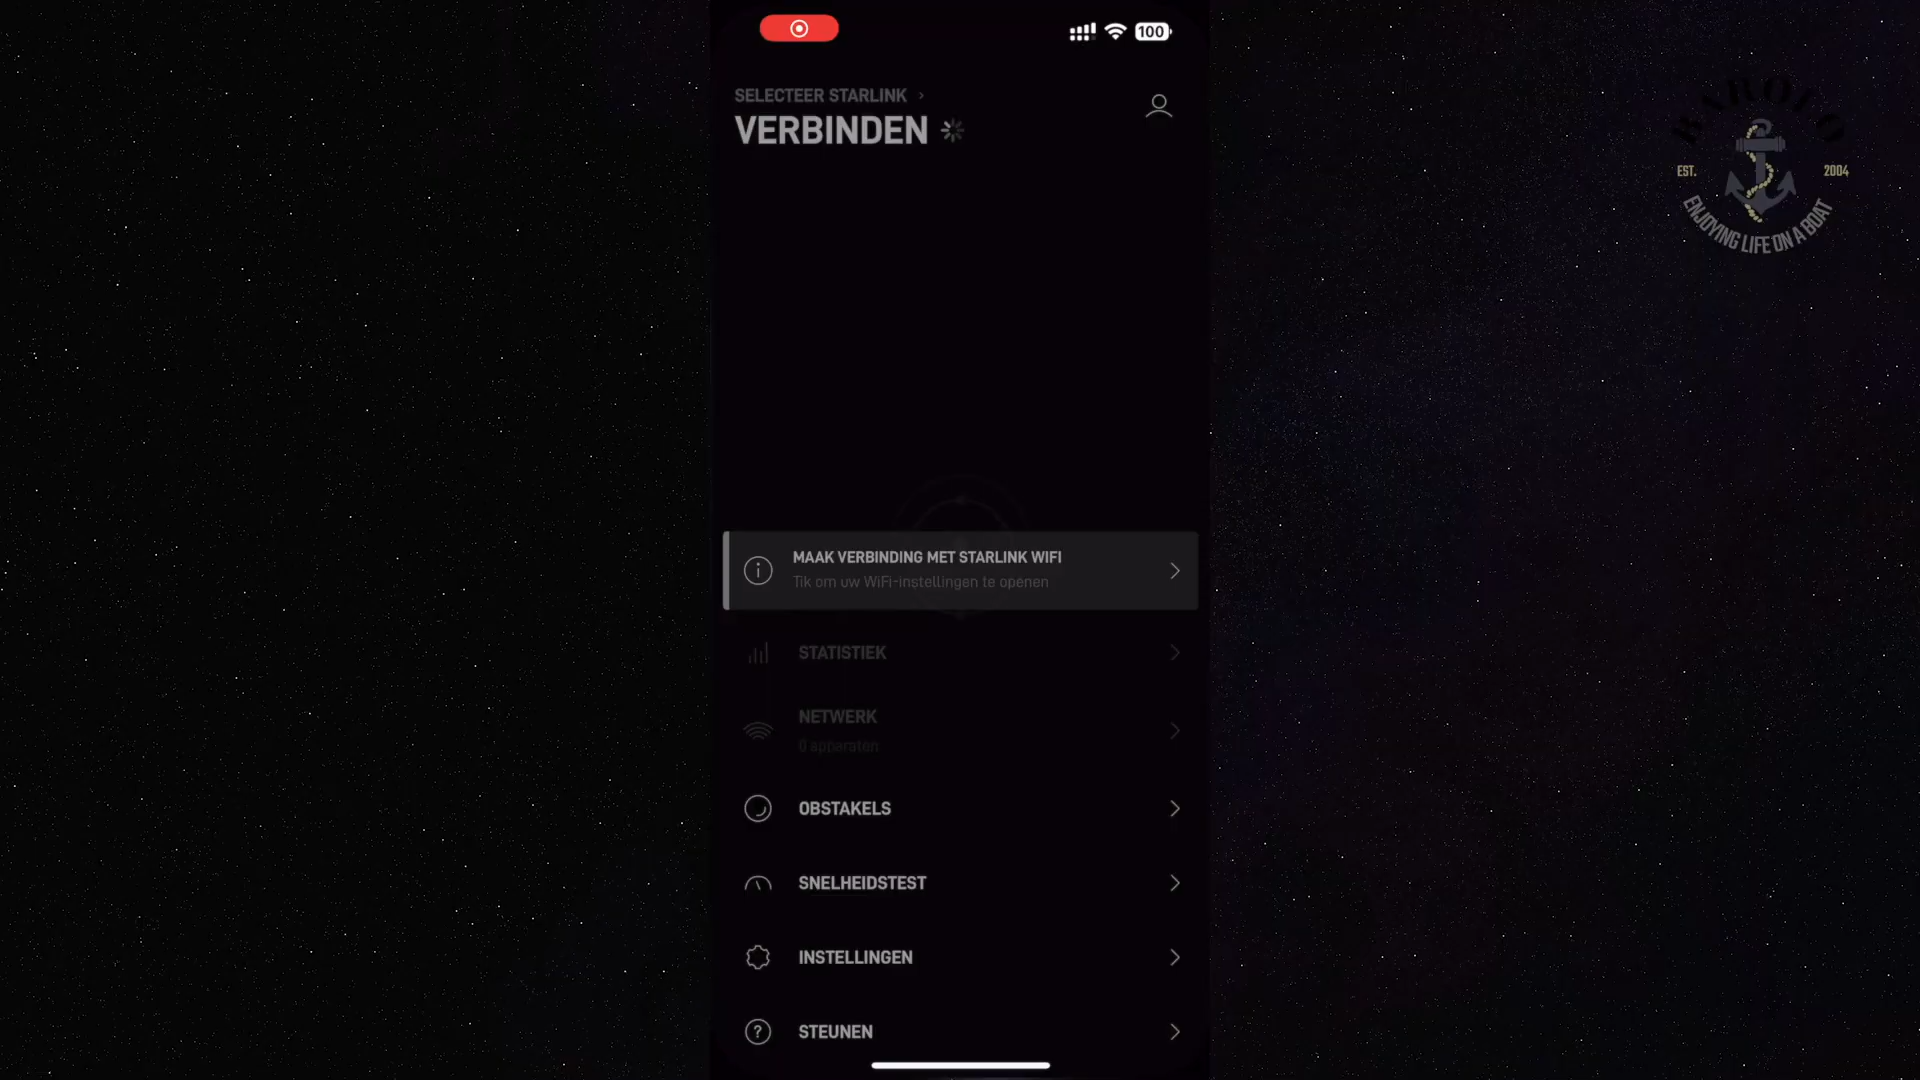 100
SELECTEER STARLINK
VERBINDEN
MAAK VERBINDING MET STARLINK WIFI
Tik om uw WiFi-instellingen te openen
STATISTIEK
NETWERK
0 apparaten
OBSTAKELS
SNELHEIDSTEST
INSTELLINGEN
STEUNEN
EST.
2004
ENJOYING LIFE ON A BOAT